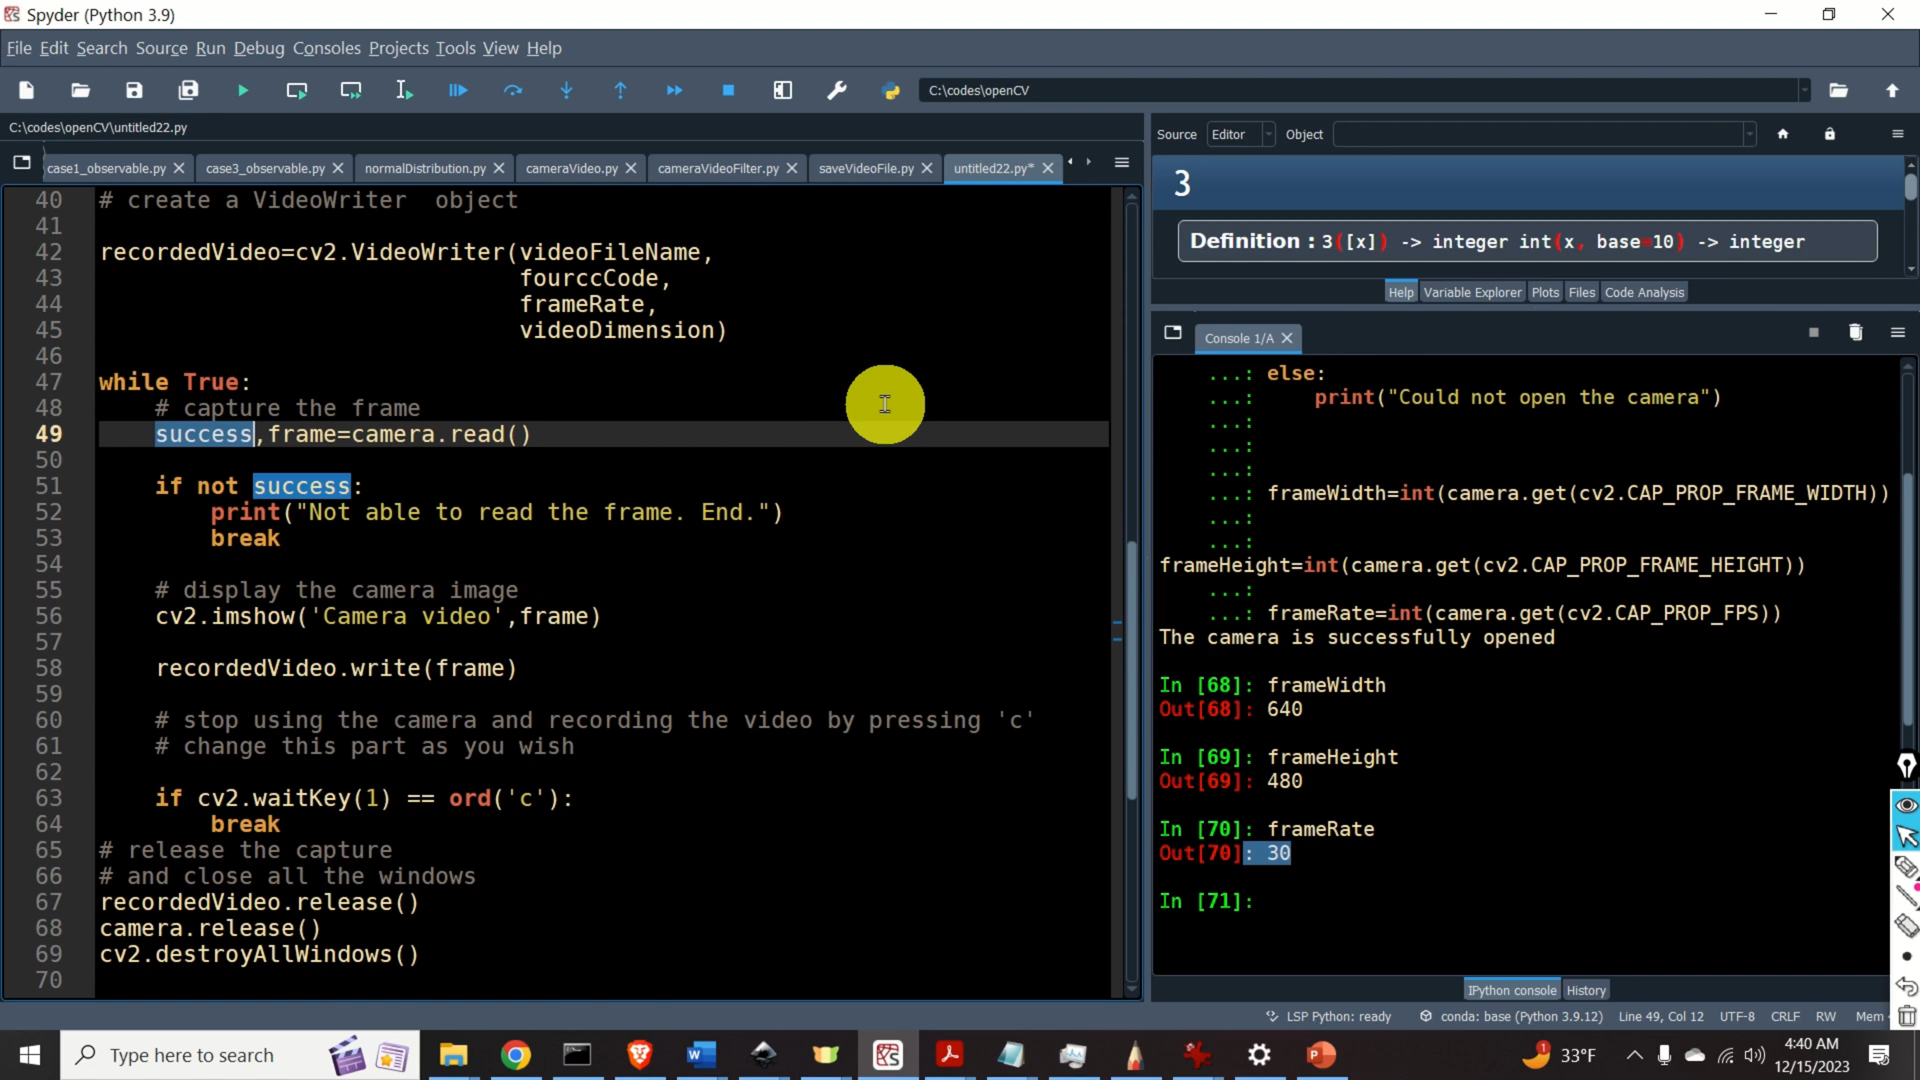 Spyder (Python 3.9)
File Edit Search Source Run Debug Consoles Projects Tools View Help
C:\codes\openCV
C:\codes\openCV\untitled22.py
case1_observable.py case3_observable.py normalDistribution.py cameraVideo.py cameraVideoFilter.py saveVideoFile.py untitled22.py*
40 # create a VideoWriter  object
41
42 recordedVideo=cv2.VideoWriter(videoFileName,
43                               fourccCode,
44                               frameRate,
45                               videoDimension)
46
47 while True:
48     # capture the frame
49     success,frame=camera.read()
50
51     if not success:
52         print("Not able to read the frame. End.")
53         break
54
55     # display the camera image
56     cv2.imshow('Camera video',frame)
57
58     recordedVideo.write(frame)
59
60     # stop using the camera and recording the video by pressing 'c'
61     # change this part as you wish
62
63     if cv2.waitKey(1) == ord('c'):
64         break
65 # release the capture
66 # and close all the windows
67 recordedVideo.release()
68 camera.release()
69 cv2.destroyAllWindows()
70
Source Editor Object
3
Definition : 3([x]) -> integer int(x, base=10) -> integer
Help Variable Explorer Plots Files Code Analysis
Console 1/A
...: else:
...:     print("Could not open the camera")
...:
...:
...:
...: frameWidth=int(camera.get(cv2.CAP_PROP_FRAME_WIDTH))
...:
...:
frameHeight=int(camera.get(cv2.CAP_PROP_FRAME_HEIGHT))
...:
...: frameRate=int(camera.get(cv2.CAP_PROP_FPS))
The camera is successfully opened
In [68]: frameWidth
Out[68]: 640
In [69]: frameHeight
Out[69]: 480
In [70]: frameRate
Out[70]: 30
In [71]:
IPython console History
LSP Python: ready conda: base (Python 3.9.12) Line 49, Col 12 UTF-8 CRLF RW Mem
Type here to search
1 33°F
4:40 AM
12/15/2023